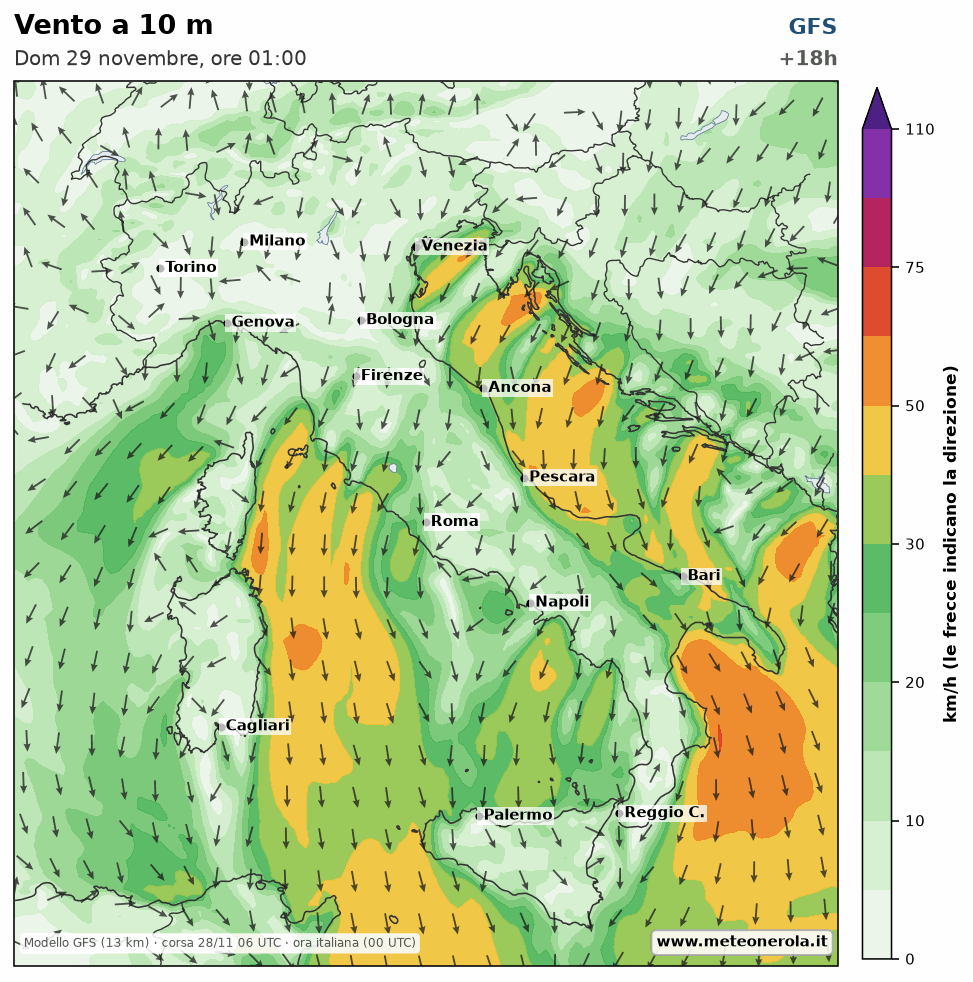 Vento a 10 m
GFS
Dom 29 novembre, ore 01:00
+18h
110
75
50
30
20
10
0
km/h (le frecce indicano la direzione)
Venezia
Milano
Torino
Genova
Bologna
Firenze
Ancona
Pescara
Roma
Bari
Napoli
Cagliari
Palermo
Reggio C.
Modello GFS (13 km) · corsa 28/11 06 UTC · ora italiana (00 UTC)
www.meteonerola.it